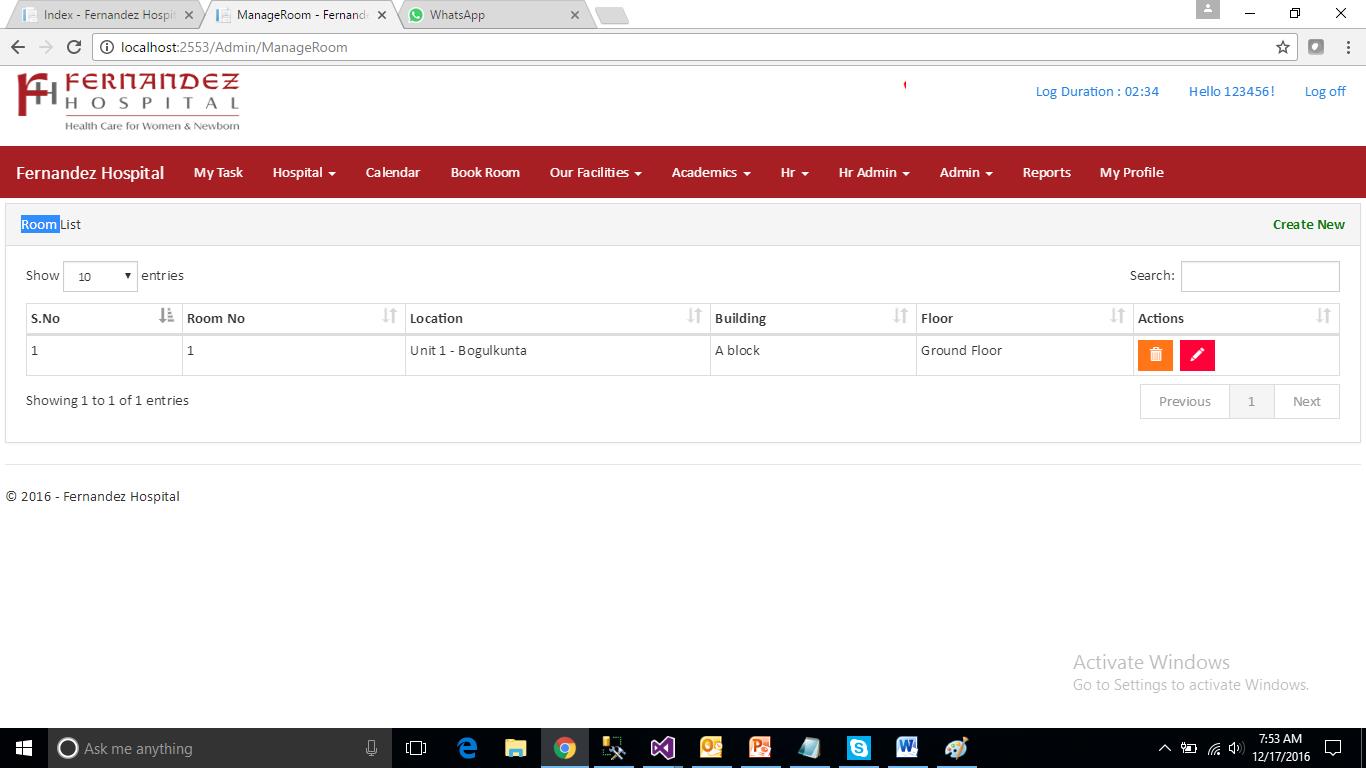 Index - Fernandez Hospit
ManageRoom - Fernand
WhatsApp
localhost:2553/Admin/ManageRoom
FERNANDEZ
HOSPITAL
Health Care for Women & Newborn
Log Duration : 02:34 Hello 123456! Log off
Fernandez Hospital My Task Hospital Calendar Book Room Our Facilities Academics Hr Hr Admin Admin Reports My Profile
Room List Create New
Show 10 entries Search:
S.No Room No Location Building Floor Actions
1 1 Unit 1 - Bogulkunta A block Ground Floor
Showing 1 to 1 of 1 entries Previous 1 Next
© 2016 - Fernandez Hospital
Activate Windows
Go to Settings to activate Windows.
Ask me anything
7:53 AM
12/17/2016